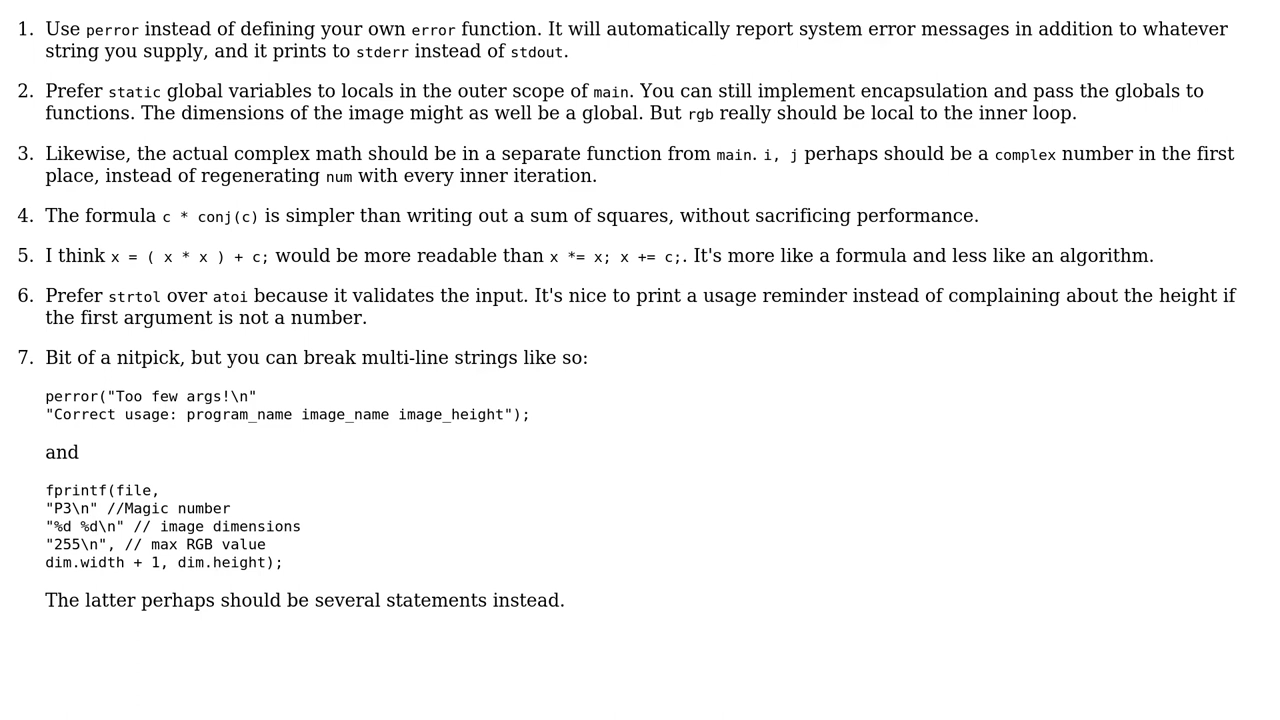 1. Use perror instead of defining your own error function. It will automatically report system error messages in addition to whatever
string you supply, and it prints to stderr instead of stdout.
2. Prefer static global variables to locals in the outer scope of main. You can still implement encapsulation and pass the globals to
functions. The dimensions of the image might as well be a global. But rgb really should be local to the inner loop.
3. Likewise, the actual complex math should be in a separate function from main. i, j perhaps should be a complex number in the first
place, instead of regenerating num with every inner iteration.
4. The formula c * conj(c) is simpler than writing out a sum of squares, without sacrificing performance.
5. I think x = ( x * x ) + c; would be more readable than x *= x; x += c;. It's more like a formula and less like an algorithm.
6. Prefer strtol over atoi because it validates the input. It's nice to print a usage reminder instead of complaining about the height if
the first argument is not a number.
7. Bit of a nitpick, but you can break multi-line strings like so:
perror("Too few args!\n"
"Correct usage: program_name image_name image_height");
and
fprintf(file,
"P3\n" //Magic number
"%d %d\n" // image dimensions
"255\n", // max RGB value
dim.width + 1, dim.height);
The latter perhaps should be several statements instead.